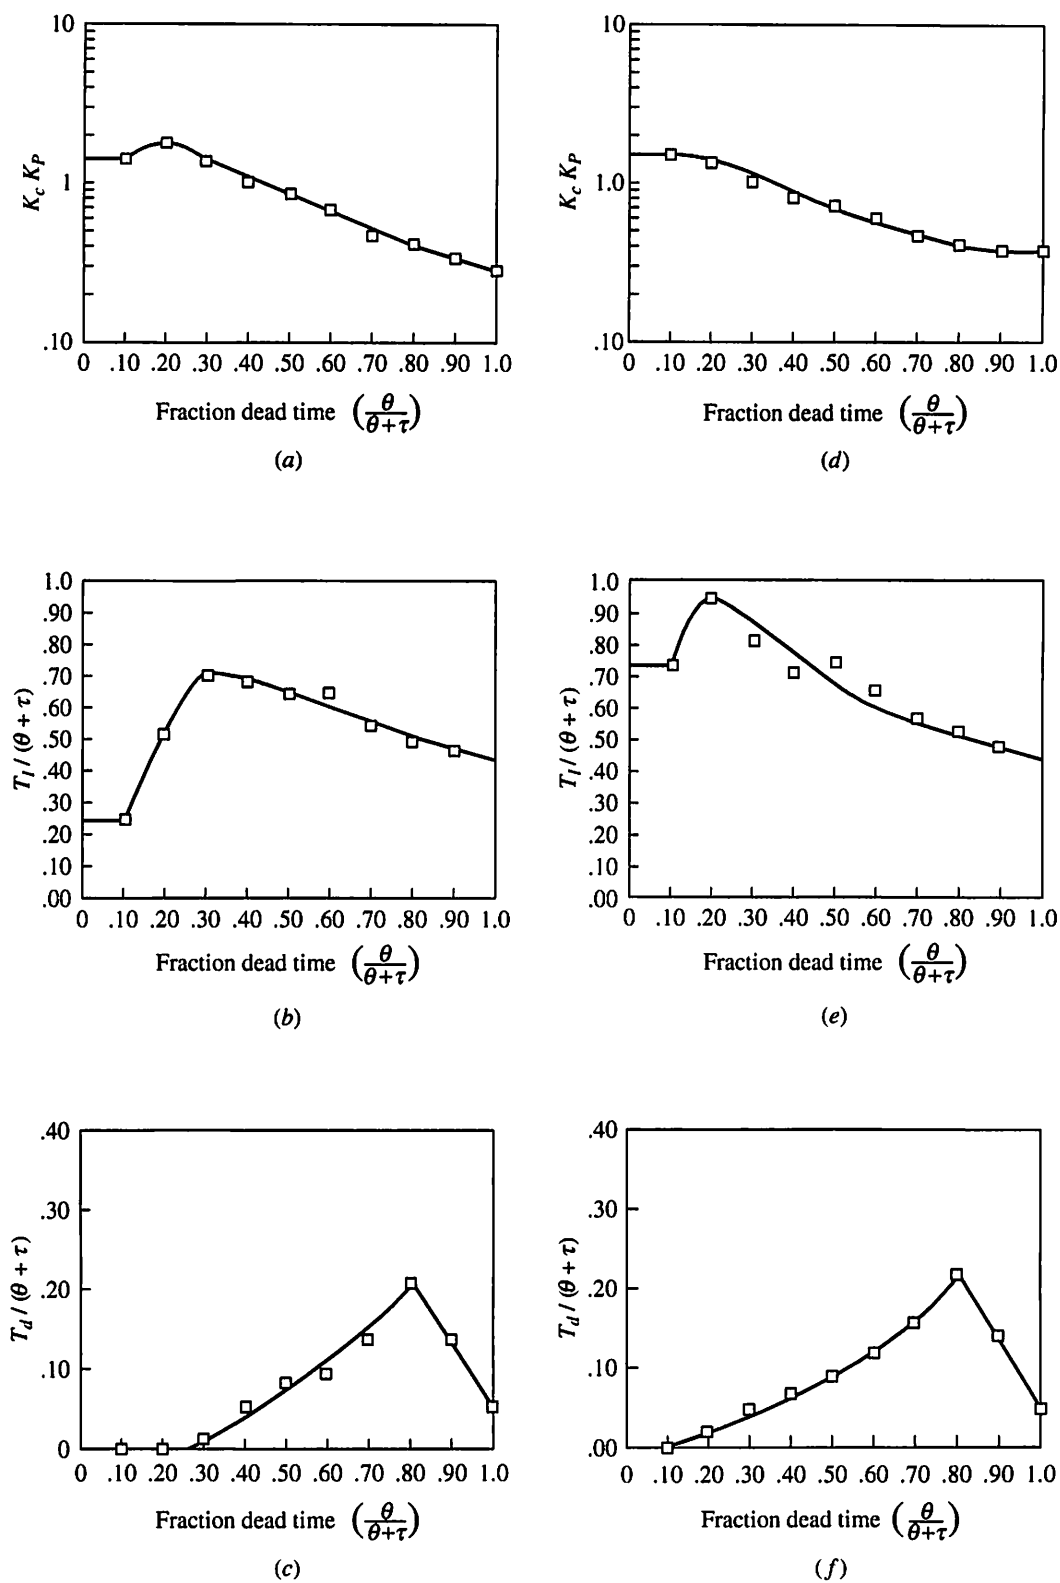 10
1
.10
K_c K_P
0 .10 .20 .30 .40 .50 .60 .70 .80 .90 1.0
Fraction dead time (θ/(θ+τ))
(a)
10
1.0
.10
K_c K_P
0 .10 .20 .30 .40 .50 .60 .70 .80 .90 1.0
Fraction dead time (θ/(θ+τ))
(d)
1.0
.90
.80
.70
.60
.50
.40
.30
.20
.10
.00
T_I / (θ + τ)
0 .10 .20 .30 .40 .50 .60 .70 .80 .90 1.0
Fraction dead time (θ/(θ+τ))
(b)
1.0
.90
.80
.70
.60
.50
.40
.30
.20
.10
.00
T_I / (θ + τ)
0 .10 .20 .30 .40 .50 .60 .70 .80 .90 1.0
Fraction dead time (θ/(θ+τ))
(e)
.40
.30
.20
.10
0
T_d / (θ + τ)
0 .10 .20 .30 .40 .50 .60 .70 .80 .90 1.0
Fraction dead time (θ/(θ+τ))
(c)
.40
.30
.20
.10
.00
T_d / (θ + τ)
0 .10 .20 .30 .40 .50 .60 .70 .80 .90 1.0
Fraction dead time (θ/(θ+τ))
(f)